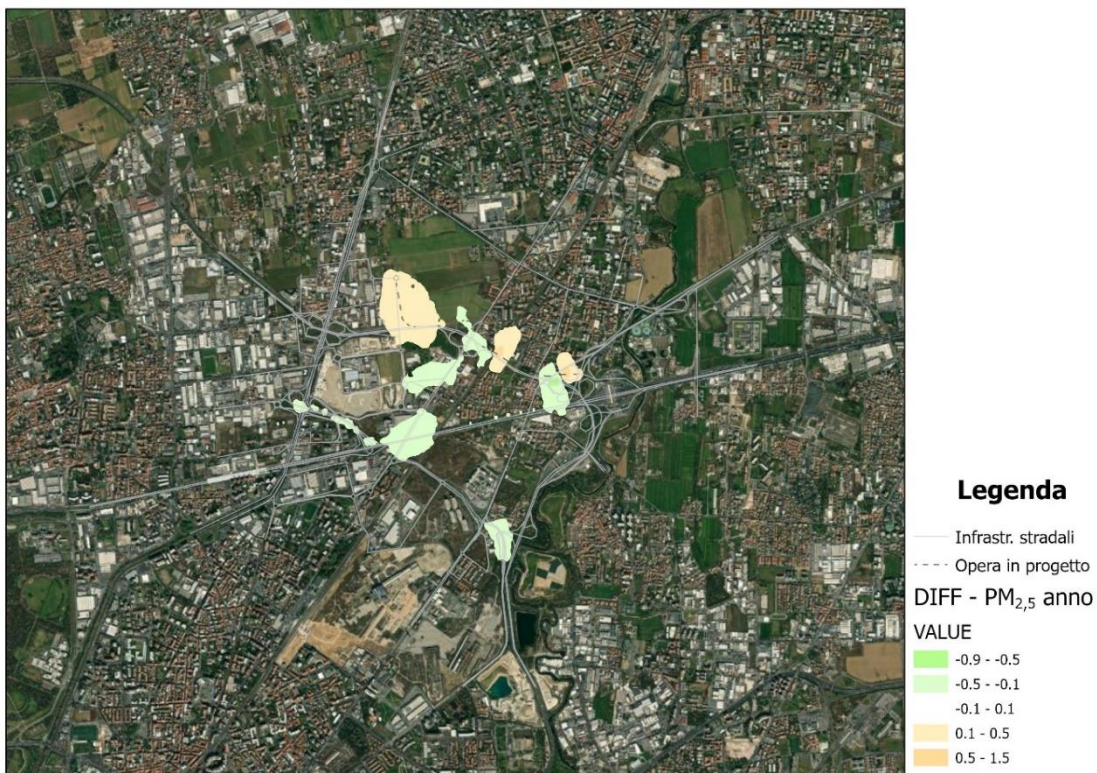 Legenda
Infrastr. stradali
Opera in progetto
DIFF - PM2,5 anno
VALUE
-0.9 - -0.5
-0.5 - -0.1
-0.1 - 0.1
0.1 - 0.5
0.5 - 1.5